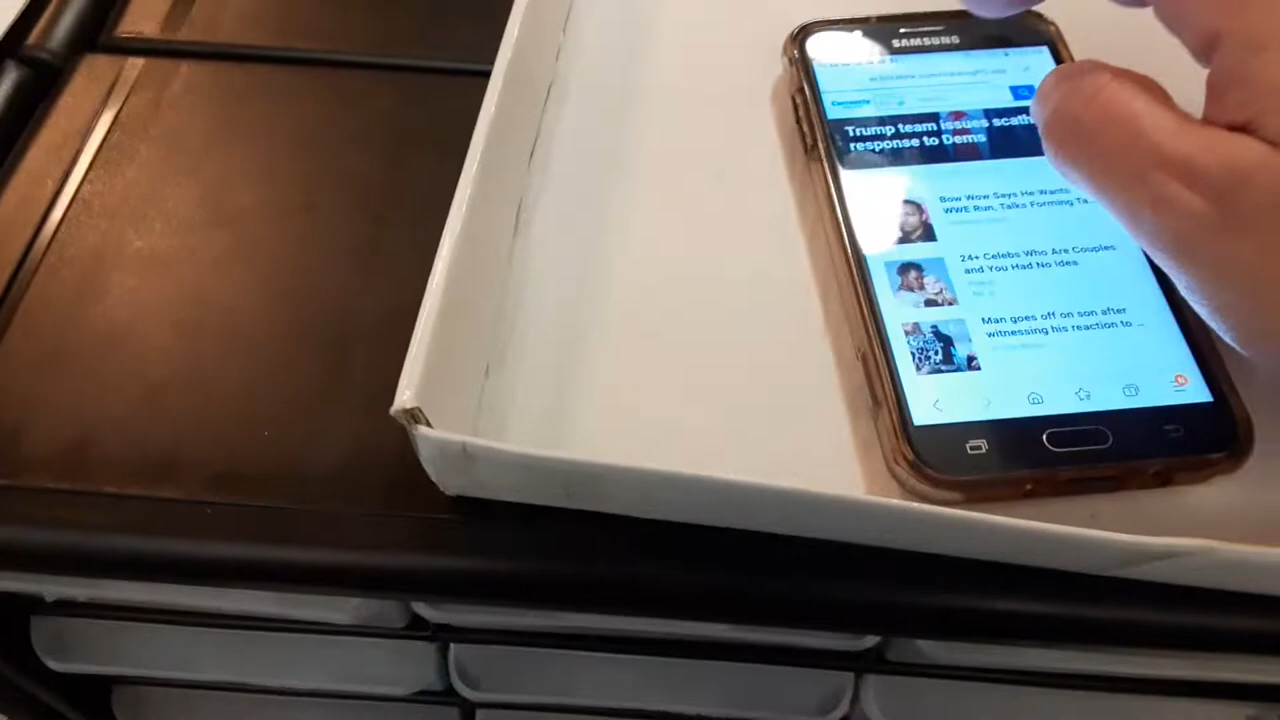 SAMSUNG
Currently
Trump team issues scath
response to Dems
Bow Wow Says He Wants
WWE Run, Talks Forming Ta...
24+ Celebs Who Are Couples
and You Had No Idea
Man goes off on son after
witnessing his reaction to ...